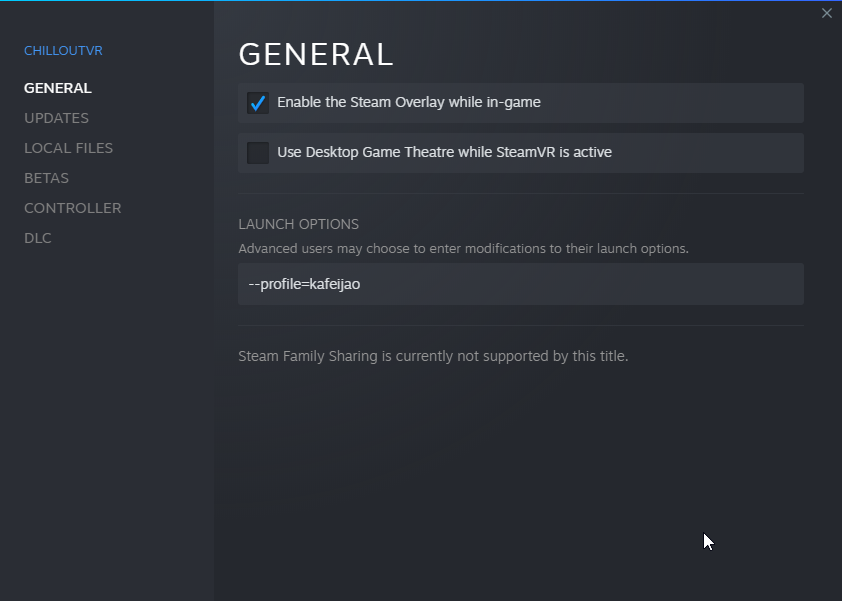 CHILLOUTVR
GENERAL
UPDATES
LOCAL FILES
BETAS
CONTROLLER
DLC
GENERAL
Enable the Steam Overlay while in-game
Use Desktop Game Theatre while SteamVR is active
LAUNCH OPTIONS
Advanced users may choose to enter modifications to their launch options.
--profile=kafeijao
Steam Family Sharing is currently not supported by this title.